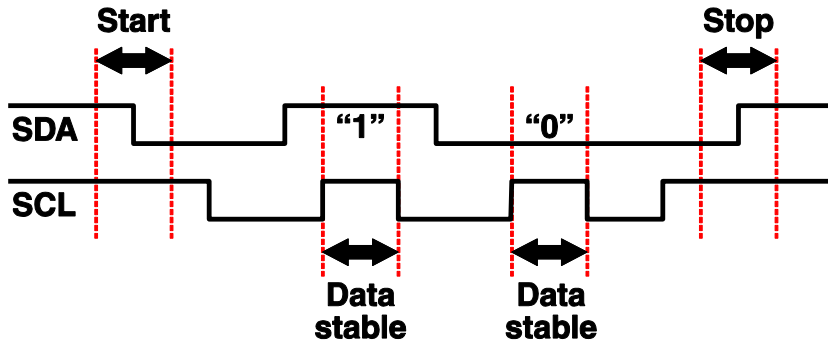 Start
Stop
SDA
“1”
“0”
SCL
Data
stable
Data
stable